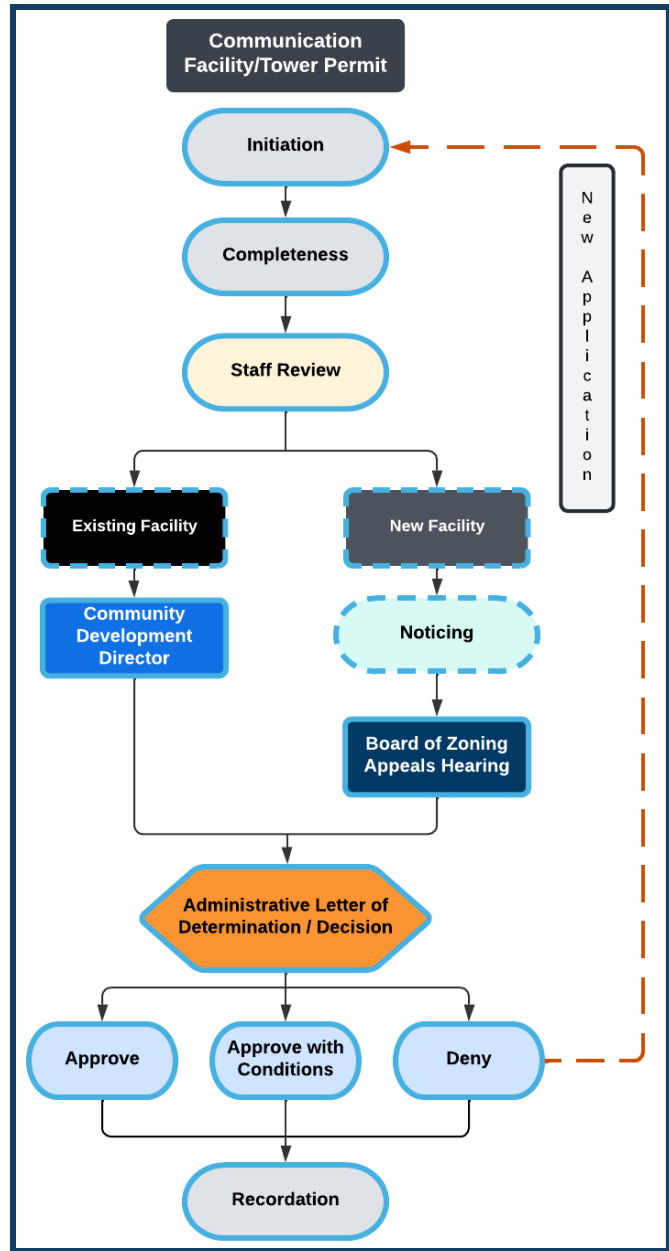 Communication
Facility/Tower Permit
Initiation
New Application
Completeness
Staff Review
Existing Facility
New Facility
Community
Development
Director
Noticing
Board of Zoning
Appeals Hearing
Administrative Letter of
Determination / Decision
Approve
Approve with
Conditions
Deny
Recordation